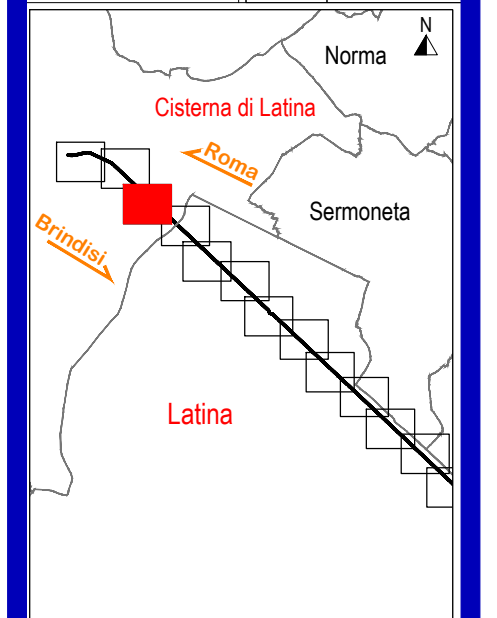 N
Norma
Cisterna di Latina
Roma
Sermoneta
Brindisi
Latina